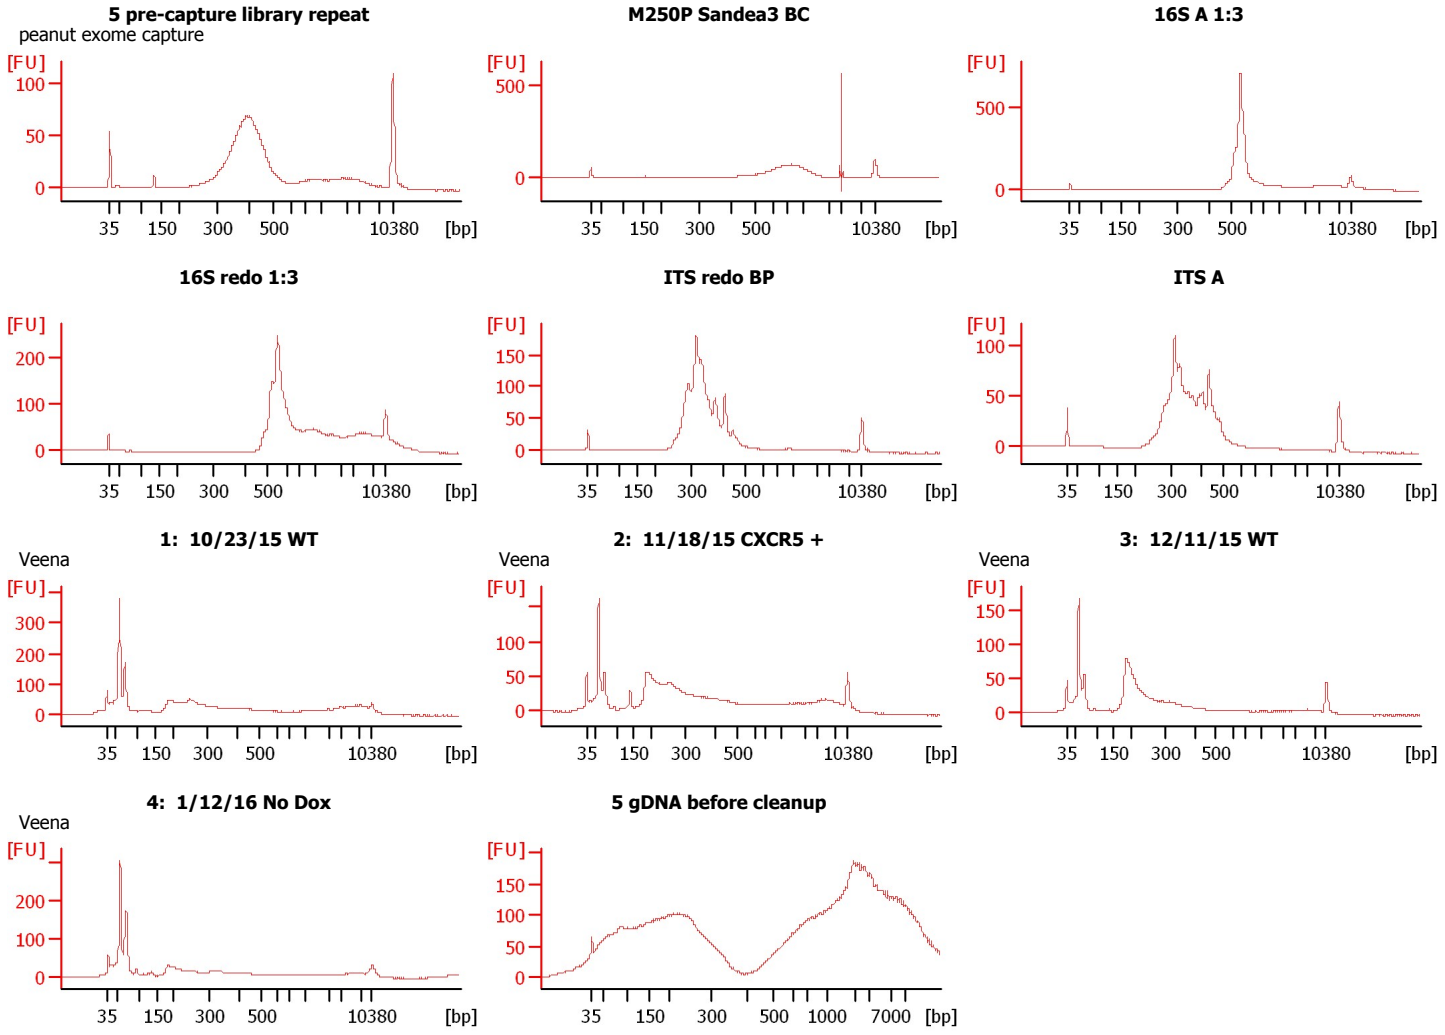 5 pre-capture library repeat
peanut exome capture
[FU]
100
50
0
35 150 300 500 10380 [bp]
M250P Sandea3 BC
[FU]
500
0
35 150 300 500 10380 [bp]
16S A 1:3
[FU]
500
0
35 150 300 500 10380 [bp]
16S redo 1:3
[FU]
200
100
0
35 150 300 500 10380 [bp]
ITS redo BP
[FU]
150
100
50
0
35 150 300 500 10380 [bp]
ITS A
[FU]
100
50
0
35 150 300 500 10380 [bp]
1: 10/23/15 WT
Veena
[FU]
300
200
100
0
35 150 300 500 10380 [bp]
2: 11/18/15 CXCR5 +
Veena
[FU]
100
50
0
35 150 300 500 10380 [bp]
3: 12/11/15 WT
Veena
[FU]
150
100
50
0
35 150 300 500 10380 [bp]
4: 1/12/16 No Dox
Veena
[FU]
200
100
0
35 150 300 500 10380 [bp]
5 gDNA before cleanup
[FU]
150
100
50
0
35 150 300 500 1000 7000 [bp]